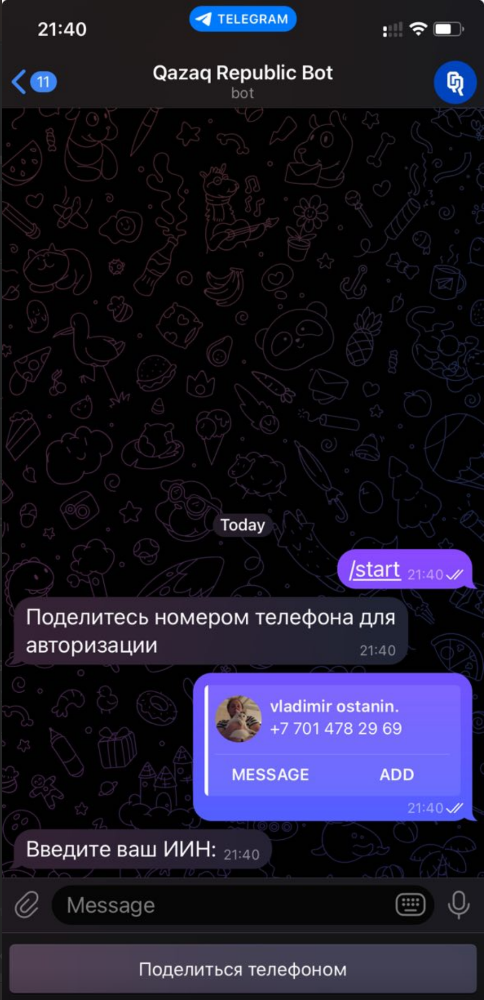 21:40
TELEGRAM
11
Qazaq Republic Bot
bot
Today
/start 21:40
Поделитесь номером телефона для
авторизации
21:40
vladimir ostanin.
+7 701 478 29 69
MESSAGE ADD
21:40
Введите ваш ИИН: 21:40
Message
Поделиться телефоном